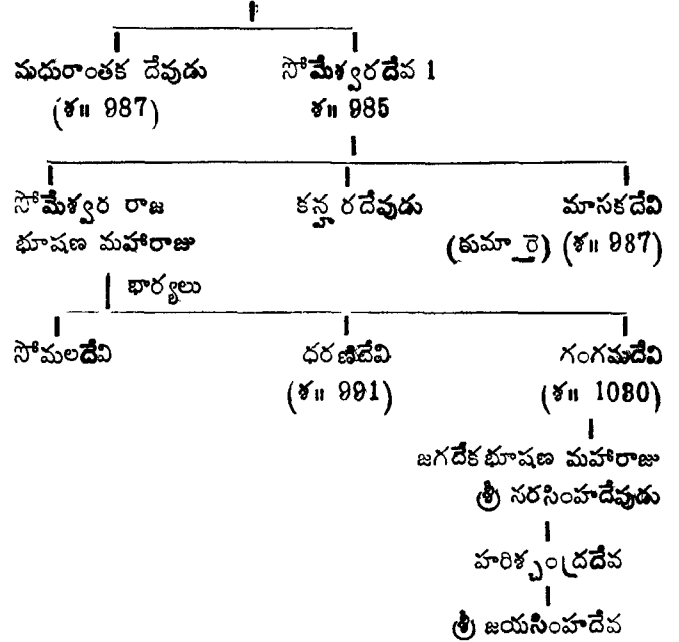 మధురాంతక దేవుడు సోమేశ్వరదేవ 1
(శ॥ 987) శ॥ 985
సోమేశ్వర రాజ కన్హరదేవుడు మాసకదేవి
భూషణ మహారాజు (కుమార్తె) (శ॥ 987)
భార్యలు
సోమలదేవి ధరణిదేవి గంగమదేవి
(శ॥ 991) (శ॥ 1080)
జగదేకభూషణ మహారాజు
శ్రీ నరసింహదేవుడు
హరిశ్చంద్రదేవ
శ్రీ జయసింహదేవ